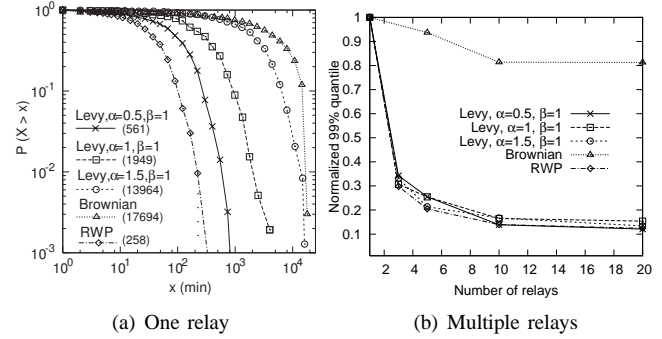 10^0
10^-1
10^-2
10^-3
P (X > x)
Levy,α=0.5,β=1
(561)
Levy,α=1,β=1
(1949)
Levy,α=1.5,β=1
(13964)
Brownian
(17694)
RWP
(258)
10^0 10^1 10^2 10^3 10^4
x (min)
(a) One relay
Normalized 99% quantile
1
0.9
0.8
0.7
0.6
0.5
0.4
0.3
0.2
0.1
Levy, α=0.5, β=1
Levy, α=1, β=1
Levy, α=1.5, β=1
Brownian
RWP
2 4 6 8 10 12 14 16 18 20
Number of relays
(b) Multiple relays